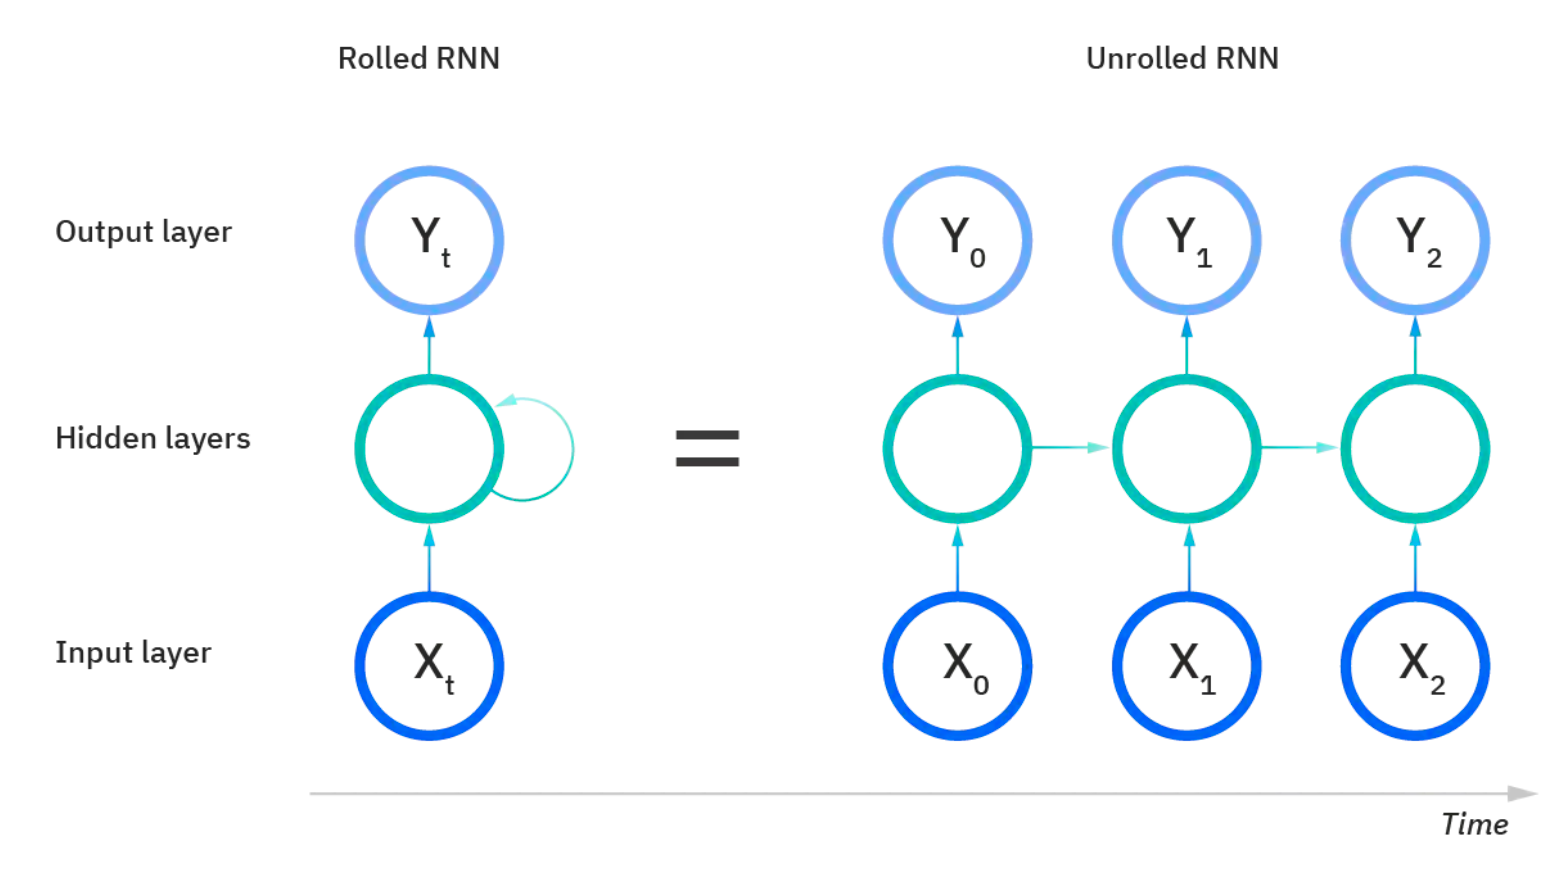 Rolled RNN
Unrolled RNN
Output layer
Yt
Y0
Y1
Y2
Hidden layers
=
Input layer
Xt
X0
X1
X2
Time